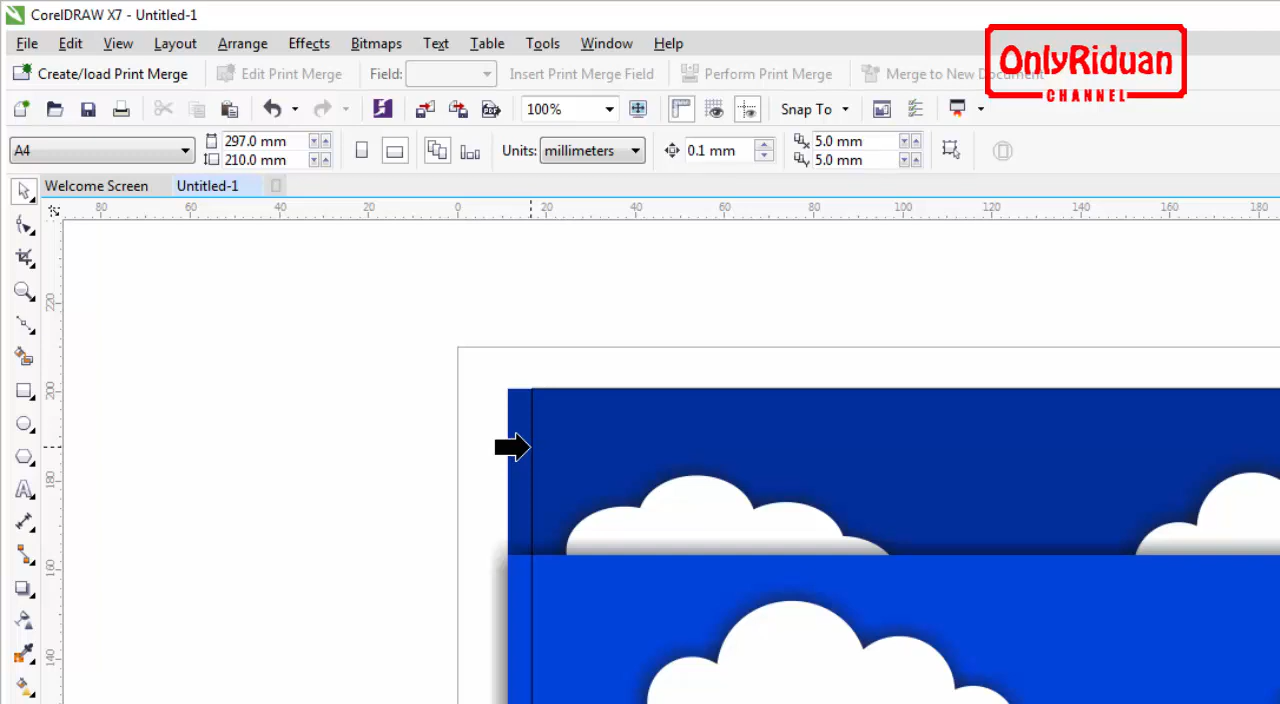 CorelDRAW X7 - Untitled-1
File Edit View Layout Arrange Effects Bitmaps Text Table Tools Window Help
OnlyRiduan
CHANNEL
Create/load Print Merge Edit Print Merge Field: Insert Print Merge Field Perform Print Merge Merge to New Document
100% Snap To
A4 297.0 mm Units: millimeters 0.1 mm 5.0 mm
210.0 mm 5.0 mm
Welcome Screen Untitled-1
80 60 40 20 0 20 40 60 80 100 120 140 160 180
220
200
180
160
140